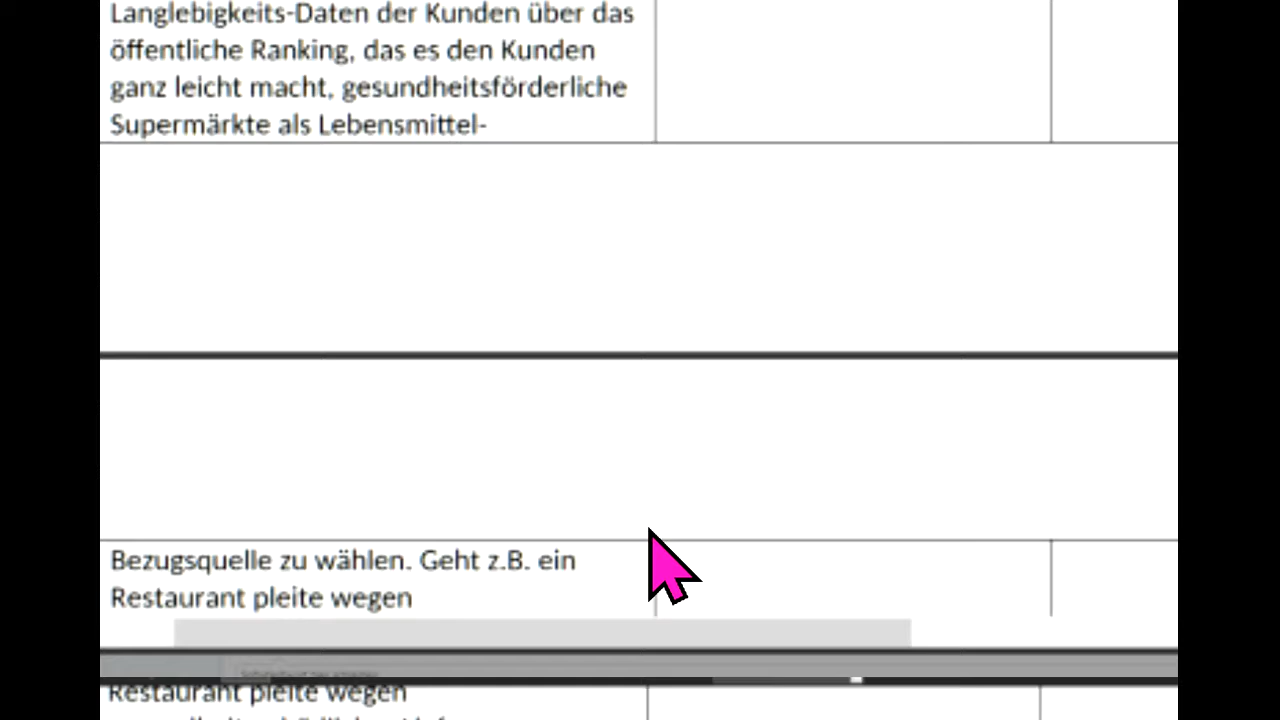 Langlebigkeits-Daten der Kunden über das
öffentliche Ranking, das es den Kunden
ganz leicht macht, gesundheitsförderliche
Supermärkte als Lebensmittel-
Bezugsquelle zu wählen. Geht z.B. ein
Restaurant pleite wegen
Restaurant pleite wegen